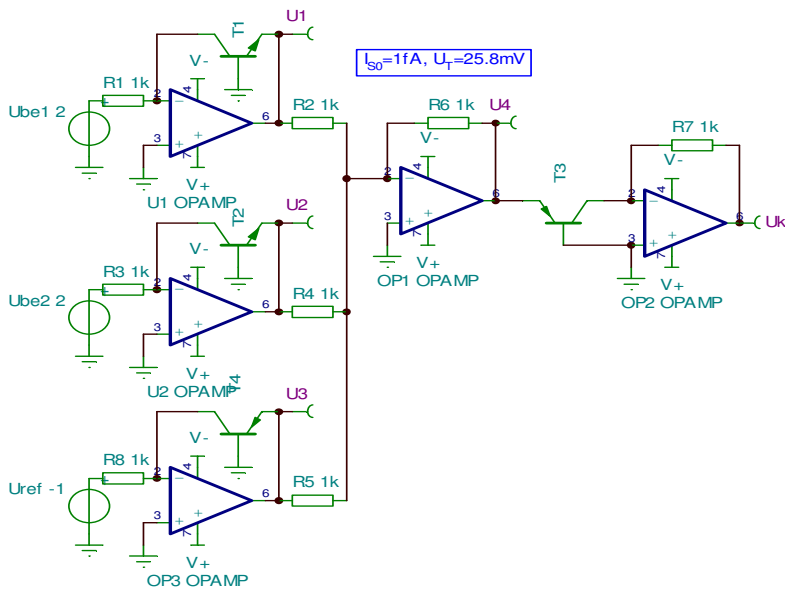 U1
T1
I_S0=1fA, U_T=25.8mV
V-
R1 1k
Ube1 2
2
4
6
3
7
V+
U1 OPAMP
R2 1k
R6 1k
U4
V-
2
4
6
3
7
V+
OP1 OPAMP
T3
R7 1k
V-
2
4
6
3
7
Uk
V+
OP2 OPAMP
U2
T2
V-
R3 1k
Ube2 2
2
4
6
3
7
V+
U2 OPAMP
R4 1k
U3
T4
V-
R8 1k
Uref -1
2
4
6
3
7
V+
OP3 OPAMP
R5 1k